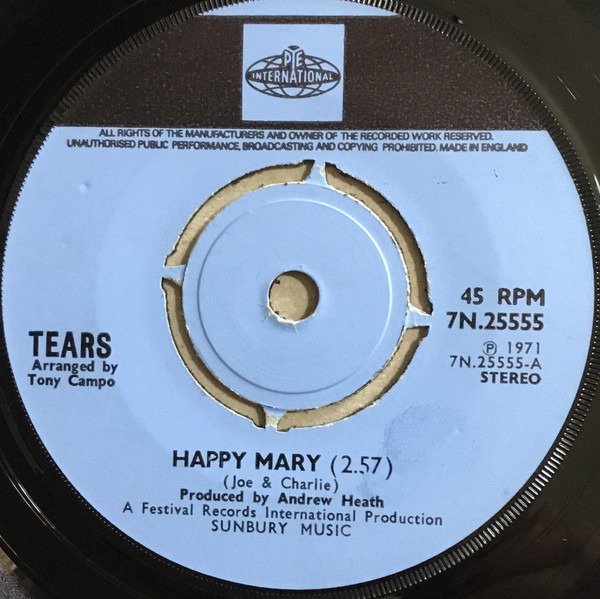 PYE
INTERNATIONAL
ALL RIGHTS OF THE MANUFACTURERS AND OWNER OF THE RECORDED WORK RESERVED.
UNAUTHORISED PUBLIC PERFORMANCE, BROADCASTING AND COPYING PROHIBITED. MADE IN ENGLAND
45 RPM
7N.25555
℗ 1971
7N.25555-A
STEREO
TEARS
Arranged by
Tony Campo
HAPPY MARY (2.57)
(Joe & Charlie)
Produced by Andrew Heath
A Festival Records International Production
SUNBURY MUSIC